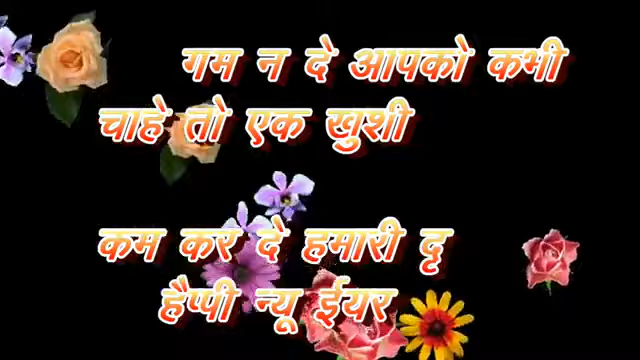 गम न दे आपको कभी
चाहे तो एक खुशी
कम कर दे हमारी दृ
हैप्पी न्यू ईयर